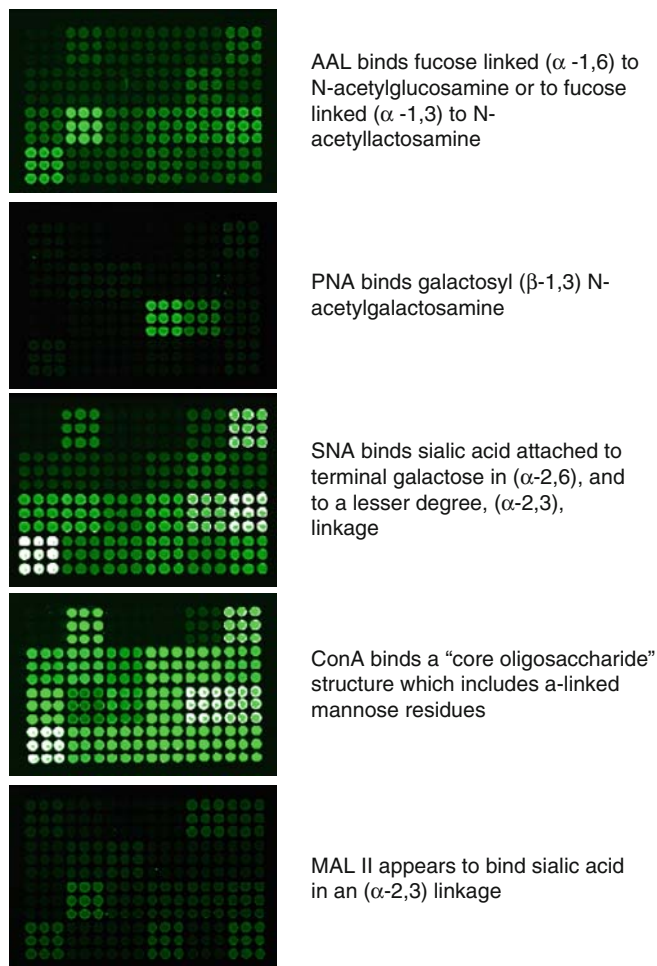 AAL binds fucose linked (α -1,6) to
N-acetylglucosamine or to fucose
linked (α -1,3) to N-
acetyllactosamine
PNA binds galactosyl (β-1,3) N-
acetylgalactosamine
SNA binds sialic acid attached to
terminal galactose in (α-2,6), and
to a lesser degree, (α-2,3),
linkage
ConA binds a “core oligosaccharide”
structure which includes a-linked
mannose residues
MAL II appears to bind sialic acid
in an (α-2,3) linkage